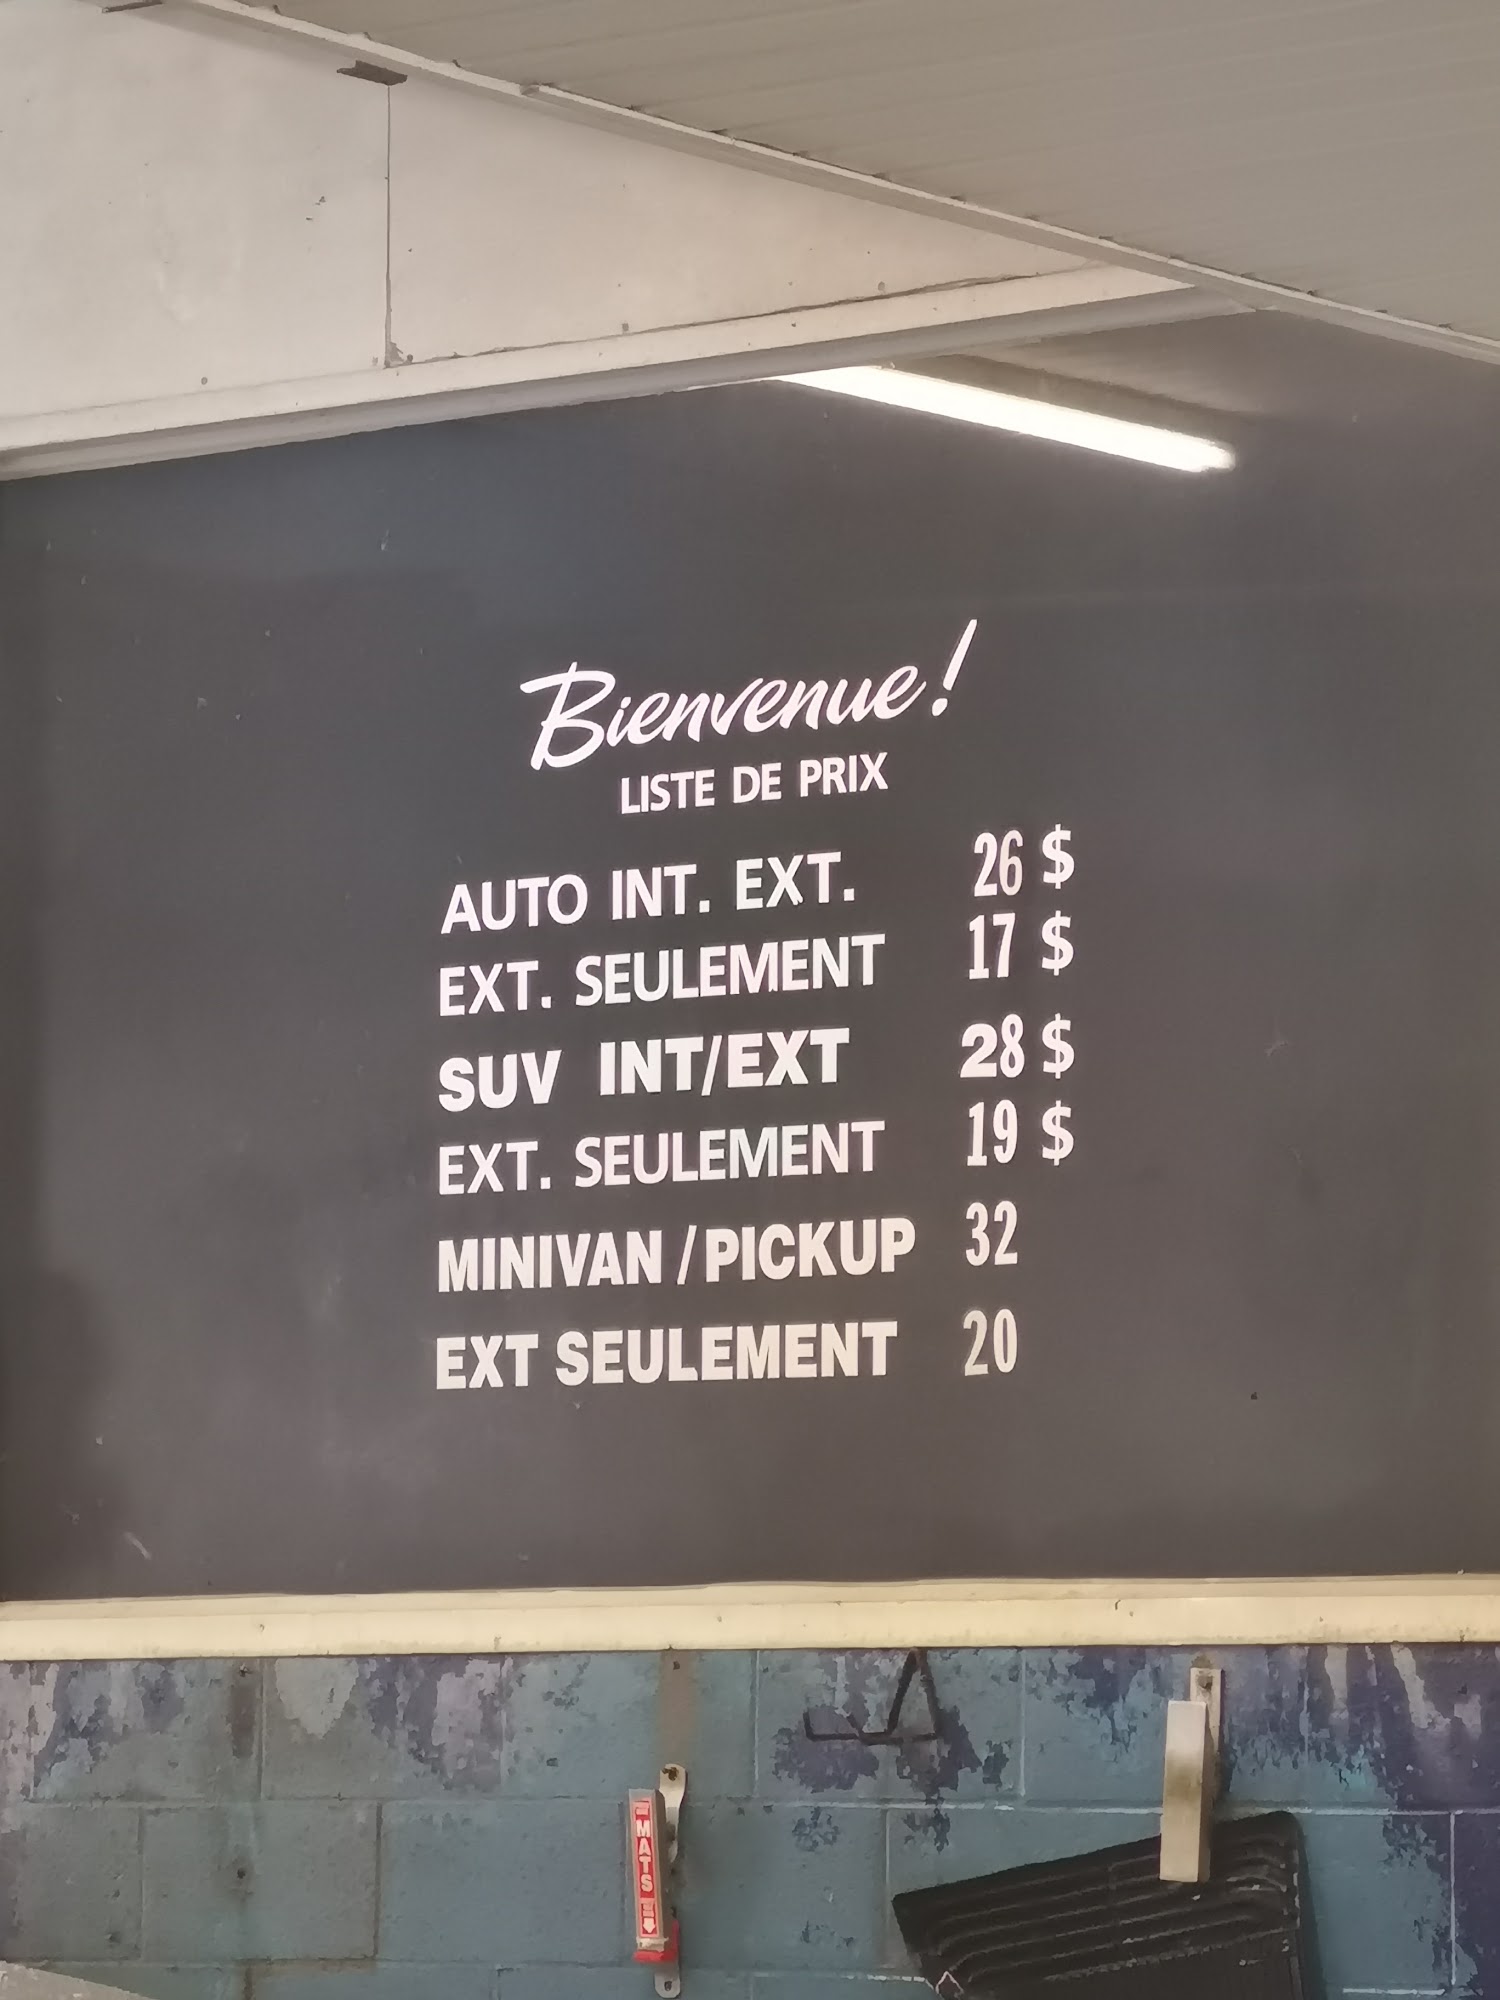 Bienvenue!
LISTE DE PRIX
AUTO INT. EXT. 26 $
EXT. SEULEMENT 17 $
SUV INT/EXT 28 $
EXT. SEULEMENT 19 $
MINIVAN / PICKUP 32
EXT SEULEMENT 20
MATS